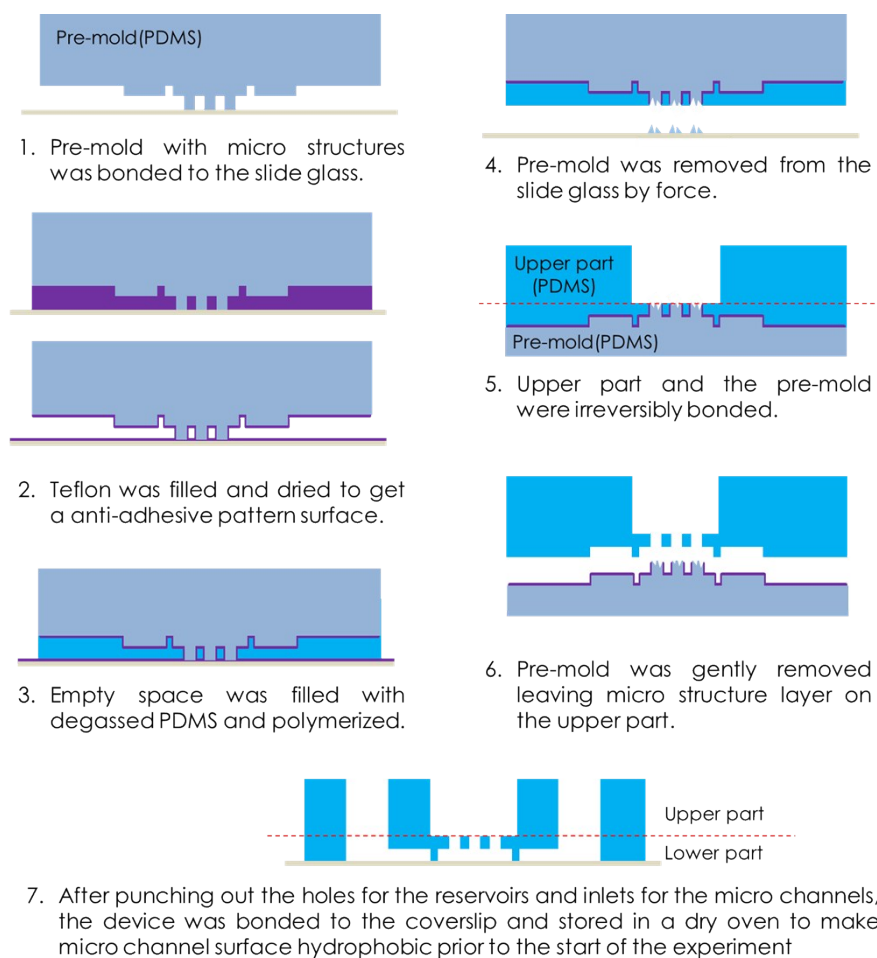 Pre-mold(PDMS)
1. Pre-mold with micro structures
was bonded to the slide glass.
2. Teflon was filled and dried to get
a anti-adhesive pattern surface.
3. Empty space was filled with
degassed PDMS and polymerized.
4. Pre-mold was removed from the
slide glass by force.
Upper part
(PDMS)
Pre-mold(PDMS)
5. Upper part and the pre-mold
were irreversibly bonded.
6. Pre-mold was gently removed
leaving micro structure layer on
the upper part.
Upper part
Lower part
7. After punching out the holes for the reservoirs and inlets for the micro channels,
the device was bonded to the coverslip and stored in a dry oven to make
micro channel surface hydrophobic prior to the start of the experiment